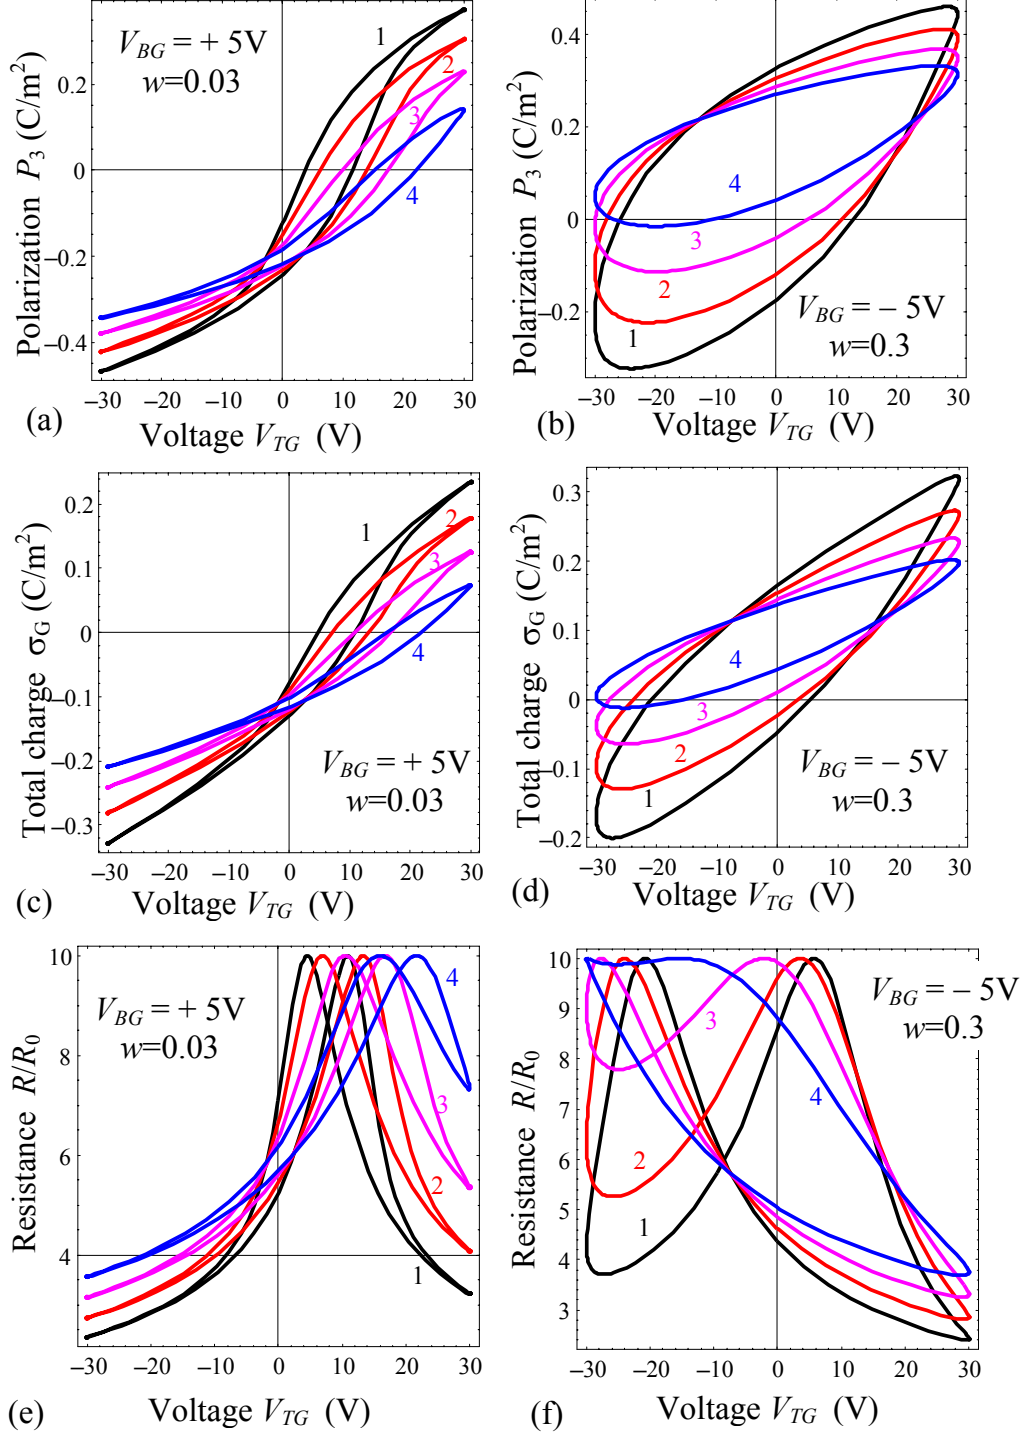 Polarization P₃ (C/m²)
0.2
0
−0.2
−0.4
V_BG = + 5V
w=0.03
1
2
3
4
−30 −20 −10 0 10 20 30
(a)
Voltage V_TG (V)
Polarization P₃ (C/m²)
0.4
0.2
0
−0.2
4
3
2
1
V_BG = − 5V
w=0.3
−30 −20 −10 0 10 20 30
(b)
Voltage V_TG (V)
Total charge σ_G (C/m²)
0.2
0.1
0
−0.1
−0.2
−0.3
1
2
3
4
V_BG = + 5V
w=0.03
−30 −20 −10 0 10 20 30
(c)
Voltage V_TG (V)
Total charge σ_G (C/m²)
0.3
0.2
0.1
0
−0.1
−0.2
4
3
2
1
V_BG = − 5V
w=0.3
−30 −20 −10 0 10 20 30
(d)
Voltage V_TG (V)
Resistance R/R₀
10
8
6
4
V_BG = + 5V
w=0.03
4
3
2
1
−30 −20 −10 0 10 20 30
(e)
Voltage V_TG (V)
Resistance R/R₀
10
9
8
7
6
5
4
3
V_BG = − 5V
w=0.3
3
4
2
1
−30 −20 −10 0 10 20 30
(f)
Voltage V_TG (V)